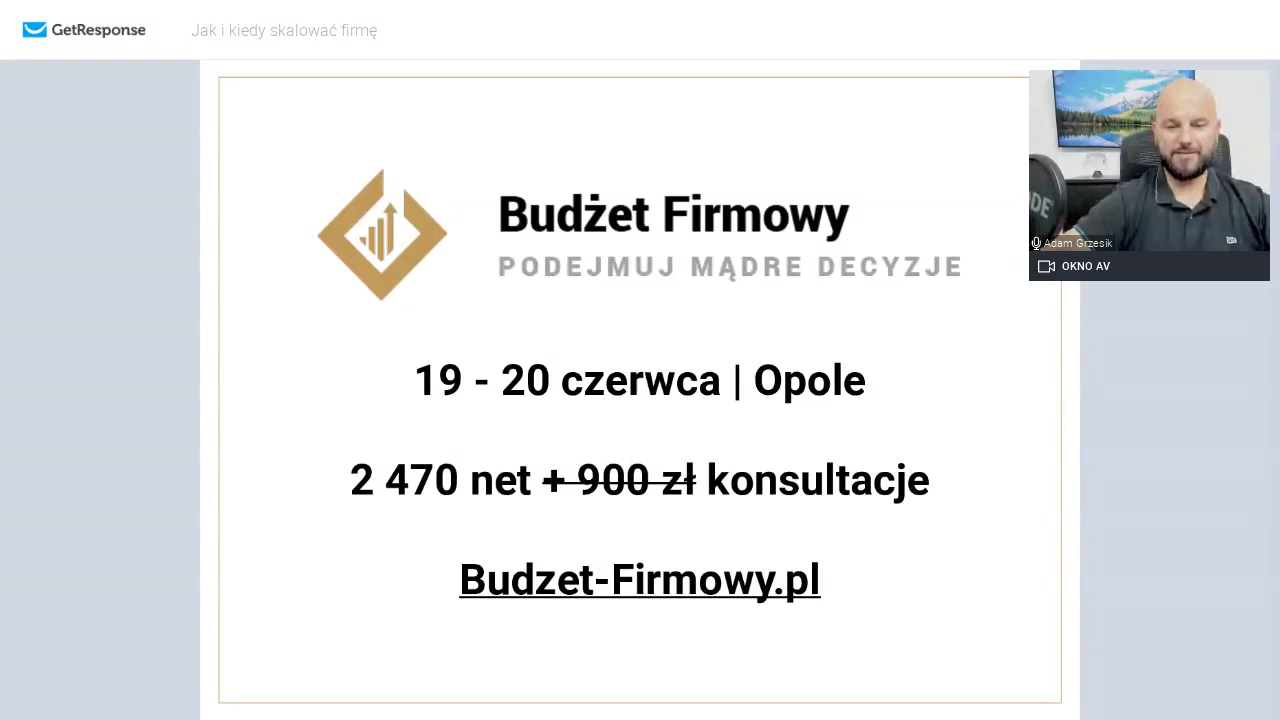 GetResponse
Jak i kiedy skalować firmę
Budżet Firmowy
PODEJMUJ MĄDRE DECYZJE
19 - 20 czerwca | Opole
2 470 net + 900 zł konsultacje
Budzet-Firmowy.pl
Adam Grzesik
OKNO AV